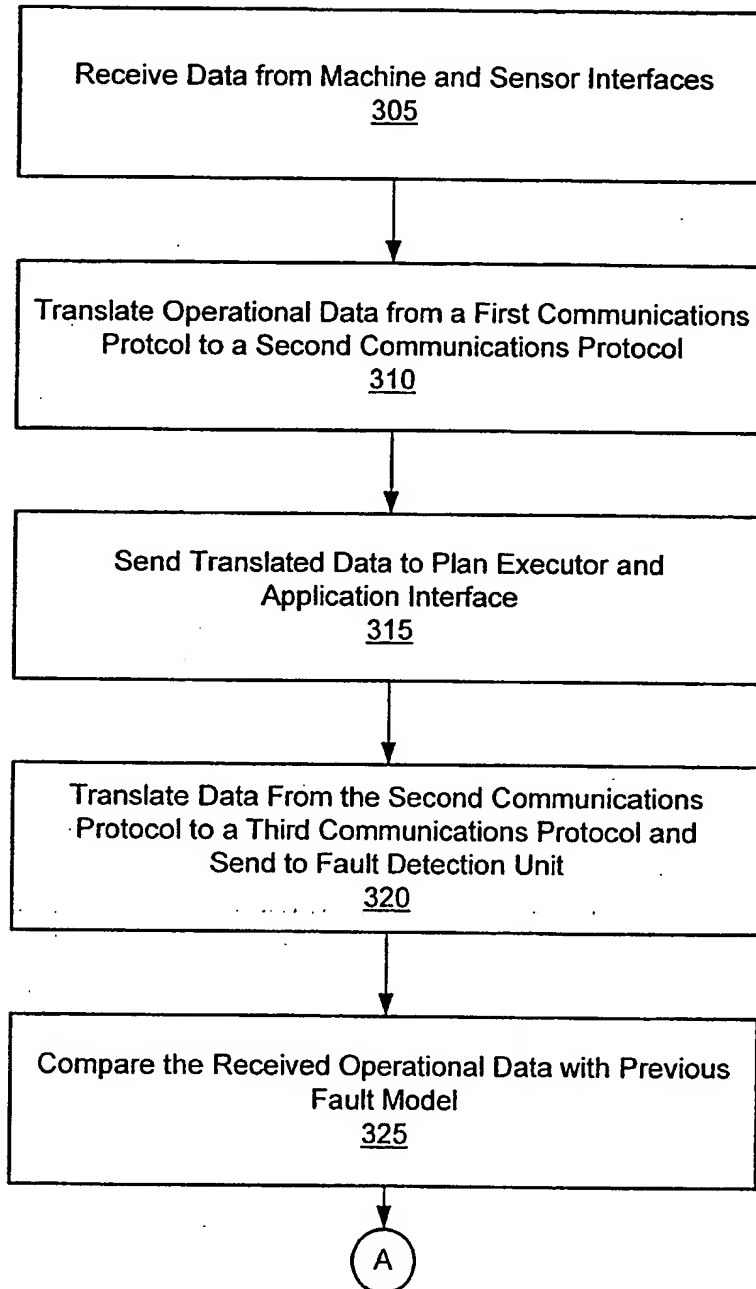 Receive Data from Machine and Sensor Interfaces
305
Translate Operational Data from a First Communications
Protcol to a Second Communications Protocol
310
Send Translated Data to Plan Executor and
Application Interface
315
Translate Data From the Second Communications
Protocol to a Third Communications Protocol and
Send to Fault Detection Unit
320
Compare the Received Operational Data with Previous
Fault Model
325
A